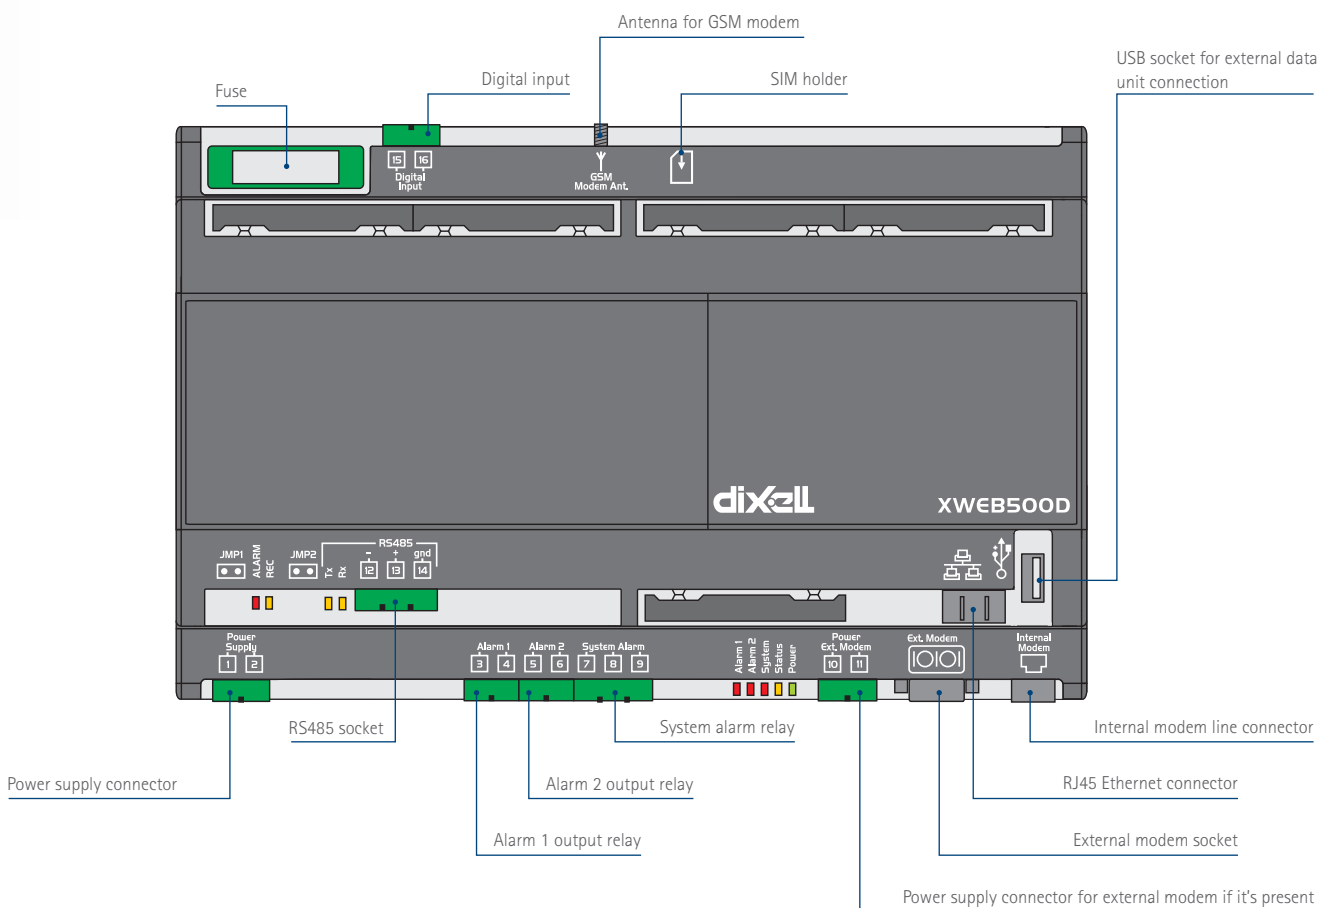 Antenna for GSM modem
USB socket for external data
unit connection
Digital input
SIM holder
Fuse
15 16
Digital
Input
GSM
Modem Ant.
dixell
XWEB500D
RS485
JMP1
ALARM
REC
JMP2
Tx
Rx
- + gnd
12 13 14
Power
Supply
1 2
Alarm 1
3 4
Alarm 2
5 6
System Alarm
7 8 9
Alarm 1
Alarm 2
System
Status
Power
Power
Ext. Modem
10 11
Ext. Modem
IOIOI
Internal
Modem
RS485 socket
System alarm relay
Internal modem line connector
Power supply connector
Alarm 2 output relay
RJ45 Ethernet connector
Alarm 1 output relay
External modem socket
Power supply connector for external modem if it's present